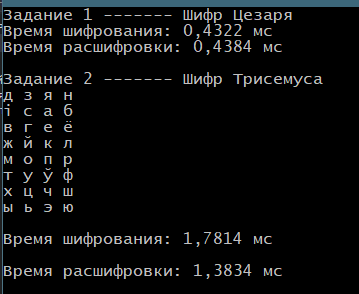 Задание 1 ------- Шифр Цезаря
Время шифрования: 0,4322 мс
Время расшифровки: 0,4384 мс
Задание 2 ------- Шифр Трисемуса
д з я н
і с а б
в г е ё
ж й к л
м о п р
т у ў ф
х ц ч ш
ы ь э ю
Время шифрования: 1,7814 мс
Время расшифровки: 1,3834 мс